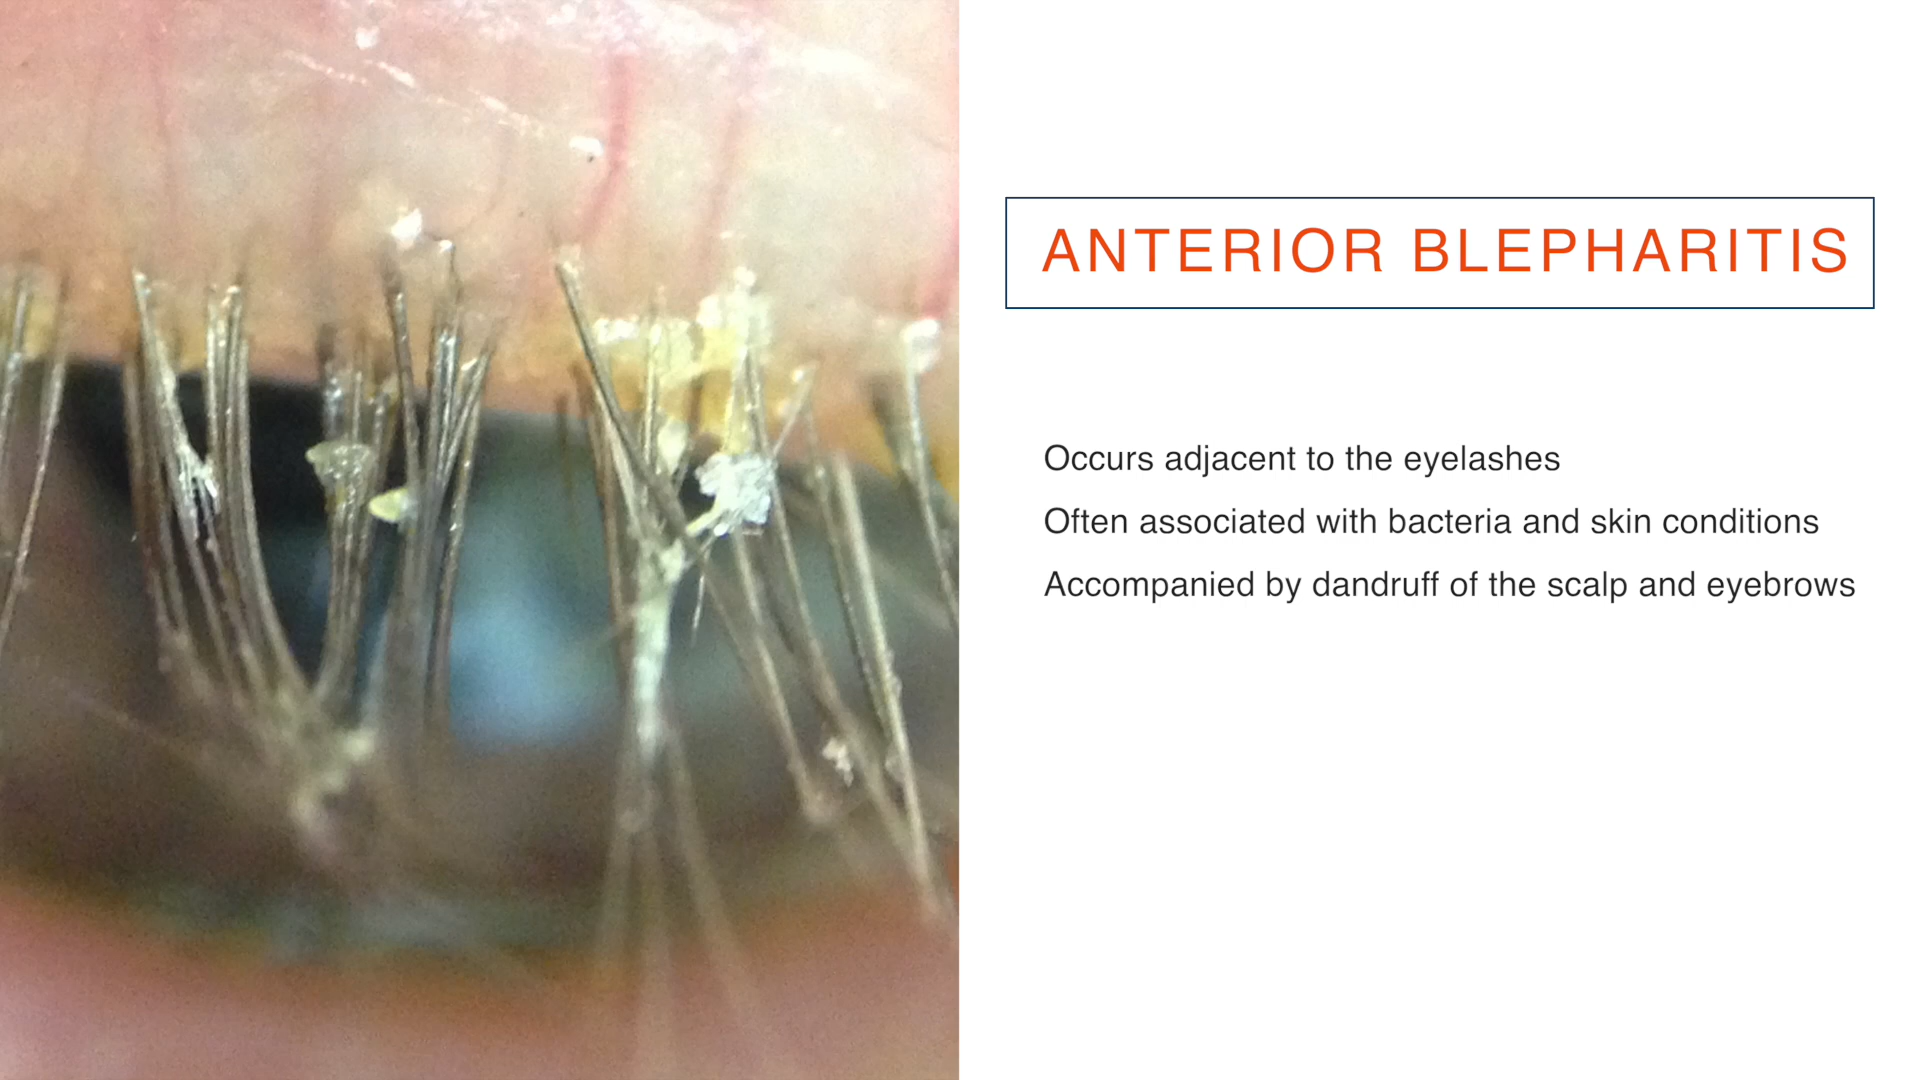 ANTERIOR BLEPHARITIS
Occurs adjacent to the eyelashes
Often associated with bacteria and skin conditions
Accompanied by dandruff of the scalp and eyebrows